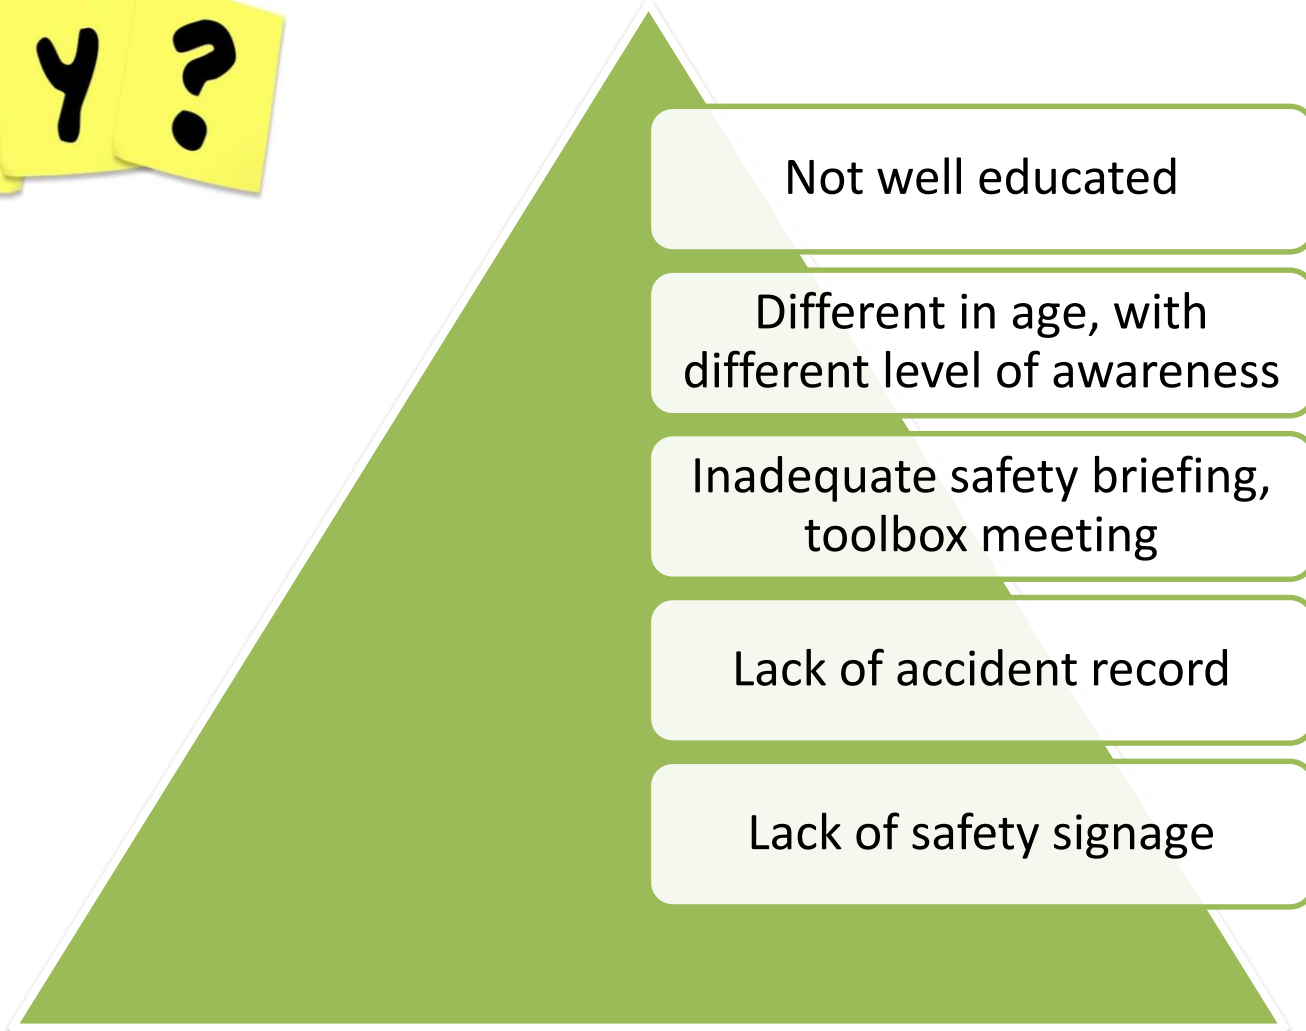 Y ?
Not well educated
Different in age, with
different level of awareness
Inadequate safety briefing,
toolbox meeting
Lack of accident record
Lack of safety signage